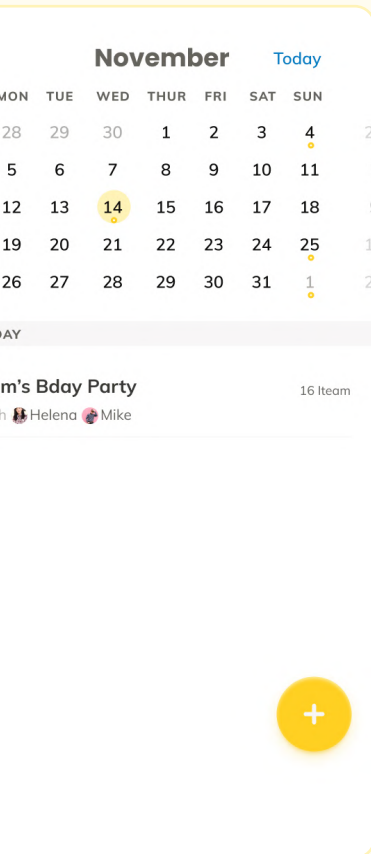 November Today
MON TUE WED THUR FRI SAT SUN
28 29 30 1 2 3 4
5 6 7 8 9 10 11
12 13 14 15 16 17 18
19 20 21 22 23 24 25
26 27 28 29 30 31 1
DAY
m's Bday Party
16 Iteam
h Helena Mike
+